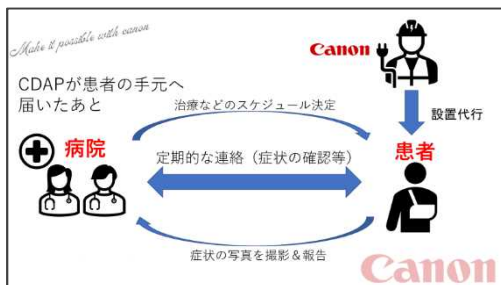 Make it possible with canon
CDAPが患者の手元へ
届いたあと
病院
治療などのスケジュール決定
定期的な連絡（症状の確認等）
症状の写真を撮影＆報告
Canon
設置代行
患者
Canon